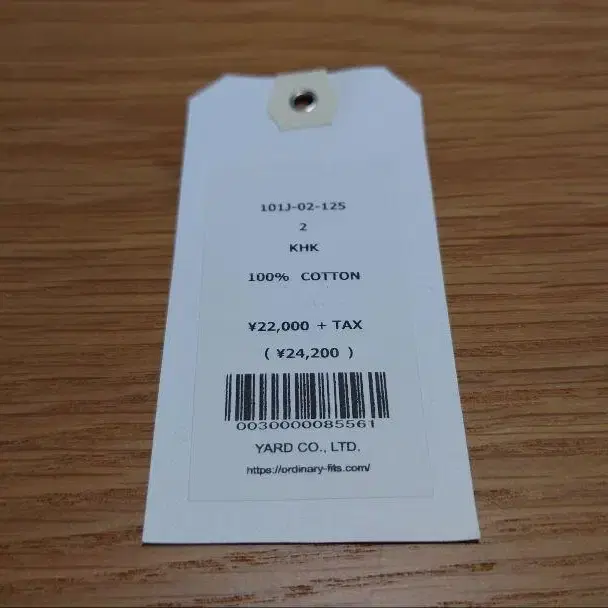 101J-02-125
2
KHK
100% COTTON
¥22,000 + TAX
( ¥24,200 )
0030000085561
YARD CO., LTD.
https://ordinary-fits.com/